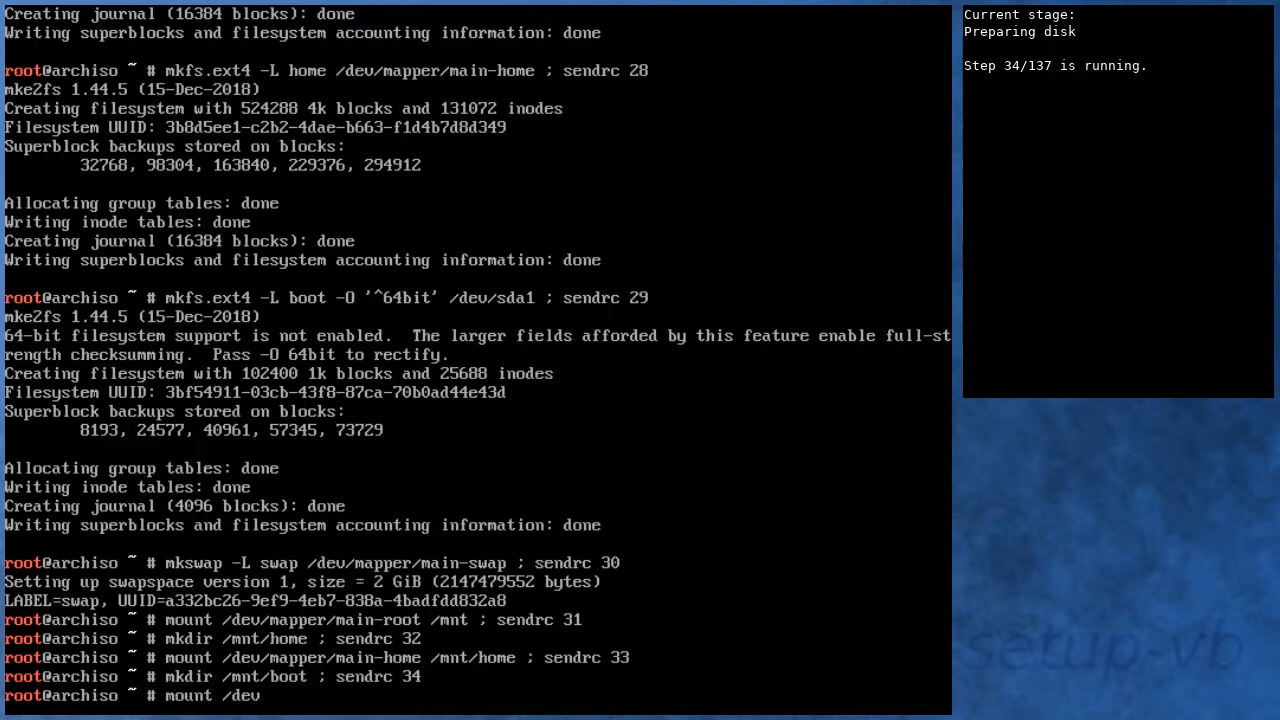 Creating journal (16384 blocks): done
Writing superblocks and filesystem accounting information: done
root@archiso ~ # mkfs.ext4 -L home /dev/mapper/main-home ; sendrc 28
mke2fs 1.44.5 (15-Dec-2018)
Creating filesystem with 524288 4k blocks and 131072 inodes
Filesystem UUID: 3b8d5ee1-c2b2-4dae-b663-f1d4b7d8d349
Superblock backups stored on blocks:
32768, 98304, 163840, 229376, 294912
Allocating group tables: done
Writing inode tables: done
Creating journal (16384 blocks): done
Writing superblocks and filesystem accounting information: done
root@archiso ~ # mkfs.ext4 -L boot -O '^64bit' /dev/sda1 ; sendrc 29
mke2fs 1.44.5 (15-Dec-2018)
64-bit filesystem support is not enabled.  The larger fields afforded by this feature enable full-st
rength checksumming.  Pass -O 64bit to rectify.
Creating filesystem with 102400 1k blocks and 25688 inodes
Filesystem UUID: 3bf54911-03cb-43f8-87ca-70b0ad44e43d
Superblock backups stored on blocks:
8193, 24577, 40961, 57345, 73729
Allocating group tables: done
Writing inode tables: done
Creating journal (4096 blocks): done
Writing superblocks and filesystem accounting information: done
root@archiso ~ # mkswap -L swap /dev/mapper/main-swap ; sendrc 30
Setting up swapspace version 1, size = 2 GiB (2147479552 bytes)
LABEL=swap, UUID=a332bc26-9ef9-4eb7-838a-4badfdd832a8
root@archiso ~ # mount /dev/mapper/main-root /mnt ; sendrc 31
root@archiso ~ # mkdir /mnt/home ; sendrc 32
root@archiso ~ # mount /dev/mapper/main-home /mnt/home ; sendrc 33
root@archiso ~ # mkdir /mnt/boot ; sendrc 34
root@archiso ~ # mount /dev
Current stage:
Preparing disk
Step 34/137 is running.
setup-vb